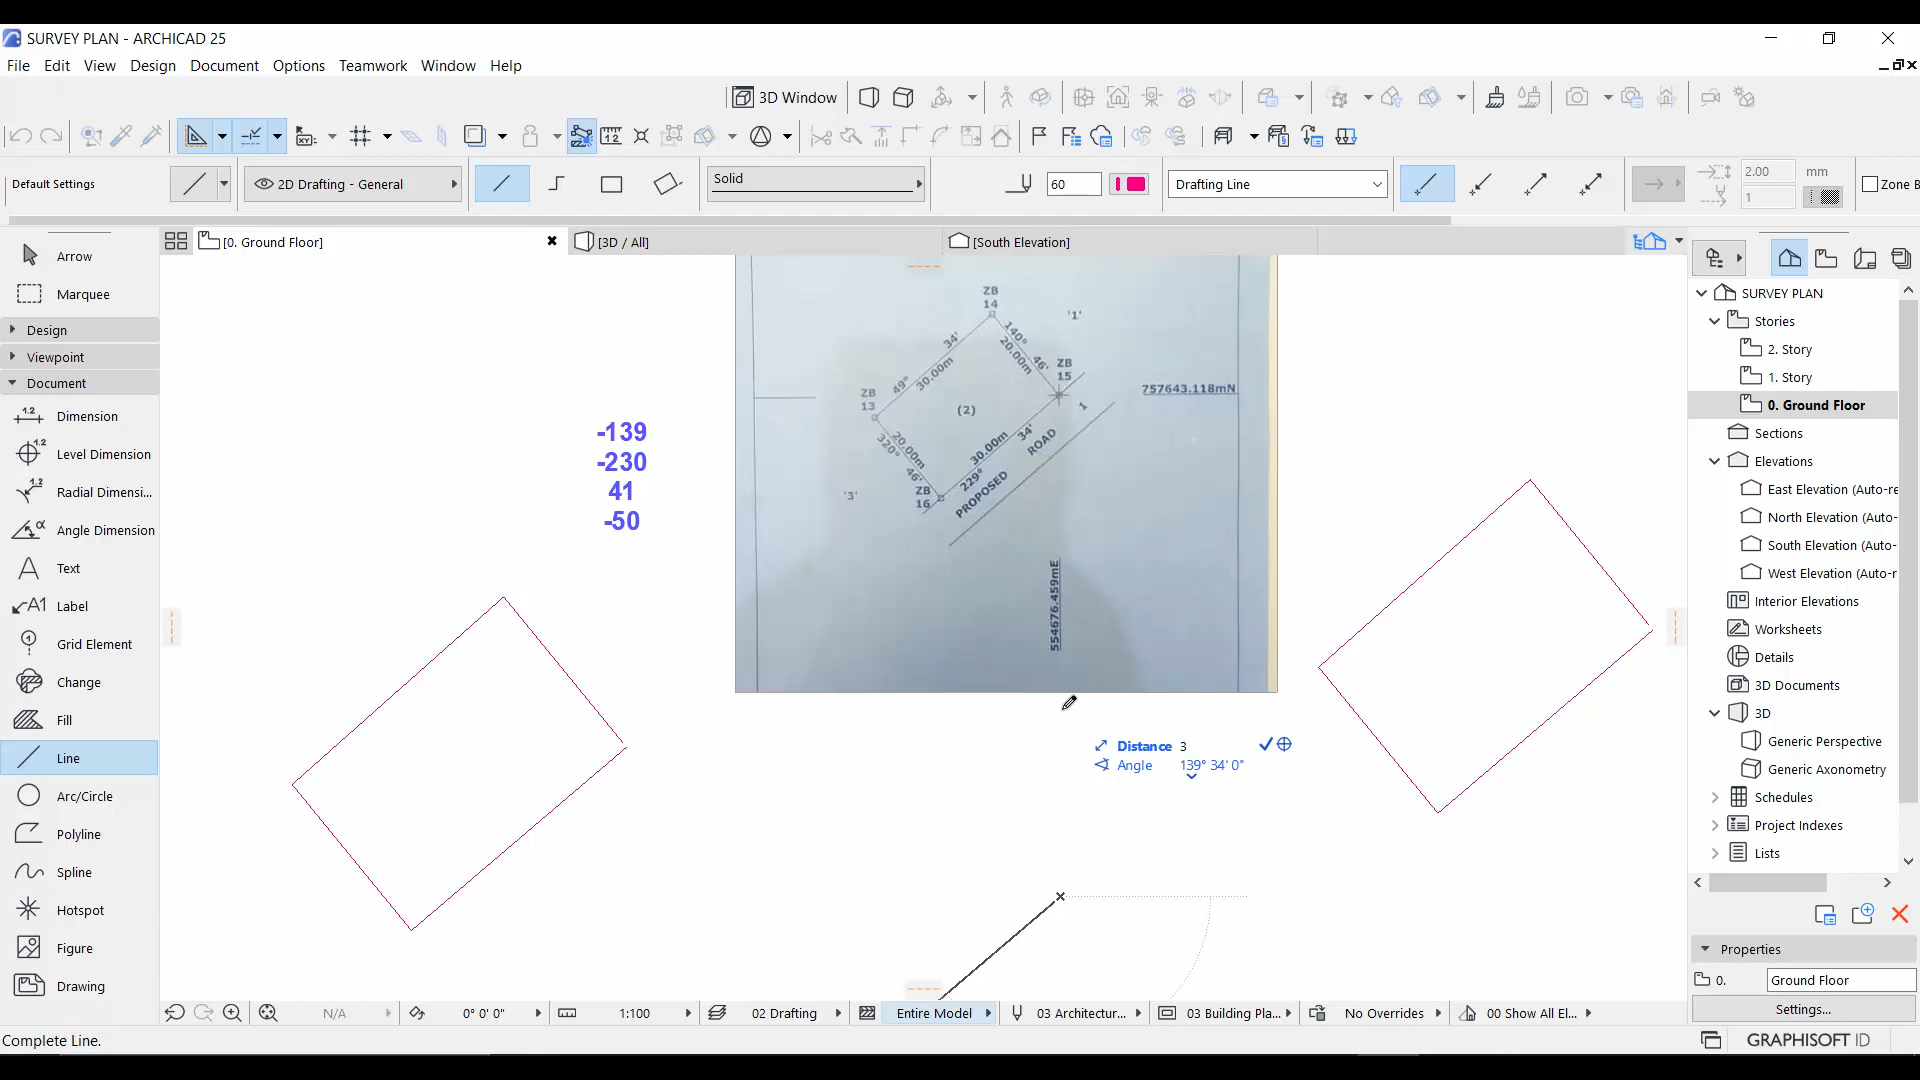 SURVEY PLAN - ARCHICAD 25
File Edit View Design Document Options Teamwork Window Help
3D Window
Default Settings
2D Drafting - General
Solid
60
Drafting Line
2.00 mm
1
Zone B
[0. Ground Floor]
[3D / All]
[South Elevation]
Arrow
Marquee
Design
Viewpoint
Document
1.2 Dimension
1.2 Level Dimension
1.2 Radial Dimensi...
Angle Dimension
Text
A1 Label
Grid Element
Change
Fill
Line
Arc/Circle
Polyline
Spline
Hotspot
Figure
Drawing
-139
-230
41
-50
ZB
14
'1'
34'
140°
20.00m
46'
49°
30.00m
ZB
15
757643.118mN
ZB
13
(2)
1
320°
20.00m
46'
30.00m
34'
229°
ROAD
PROPOSED
'3'
ZB
16
554676.459mE
Distance 3
Angle 139° 34' 0"
SURVEY PLAN
Stories
2. Story
1. Story
0. Ground Floor
Sections
Elevations
East Elevation (Auto-re
North Elevation (Auto-
South Elevation (Auto-
West Elevation (Auto-r
Interior Elevations
Worksheets
Details
3D Documents
3D
Generic Perspective
Generic Axonometry
Schedules
Project Indexes
Lists
Properties
0. Ground Floor
Settings...
N/A
0° 0' 0"
1:100
02 Drafting
Entire Model
03 Architectur...
03 Building Pla...
No Overrides
00 Show All El...
Complete Line.
GRAPHISOFT ID